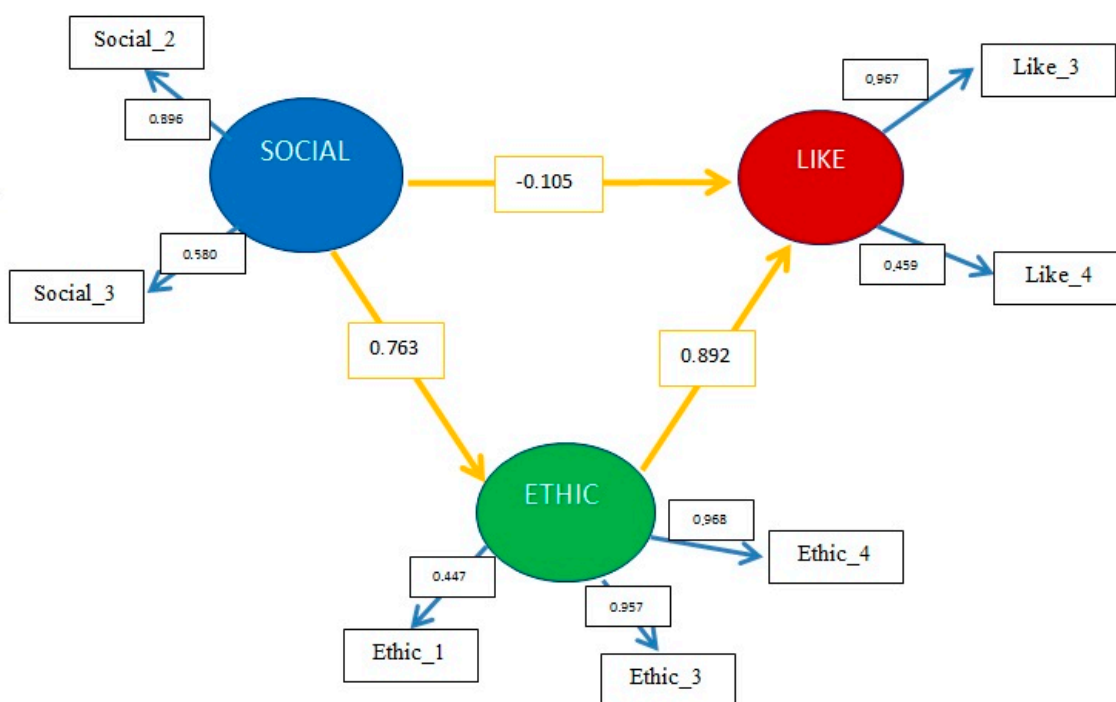 Social_2
0.896
SOCIAL
0.580
Social_3
-0.105
LIKE
0,967
Like_3
0,459
Like_4
0.763
0.892
ETHIC
0,968
Ethic_4
0.447
Ethic_1
0.957
Ethic_3